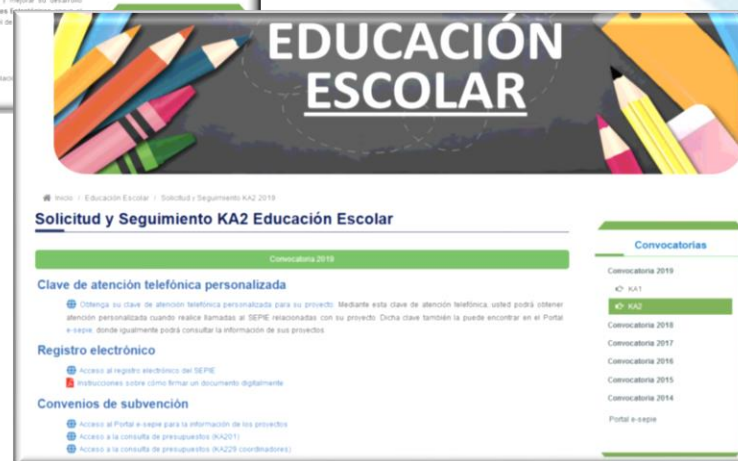 y mejorar su desarrollo
EDUCACIÓN
ESCOLAR
Inicio / Educación Escolar / Solicitud y Seguimiento KA2 2019
Solicitud y Seguimiento KA2 Educación Escolar
Convocatoria 2019
Clave de atención telefónica personalizada
Obtenga su clave de atención telefónica personalizada para su proyecto. Mediante esta clave de atención telefónica, usted podrá obtener
atención personalizada cuando realice llamadas al SEPIE relacionadas con su proyecto. Dicha clave también la puede encontrar en el Portal
e-sepie, donde igualmente podrá consultar la información de sus proyectos.
Registro electrónico
Acceso al registro electrónico del SEPIE
Instrucciones sobre cómo firmar un documento digitalmente
Convenios de subvención
Acceso al Portal e-sepie para la información de los proyectos
Acceso a la consulta de presupuestos (KA201)
Acceso a la consulta de presupuestos (KA229 coordinadores)
Convocatorias
Convocatoria 2019
KA1
KA2
Convocatoria 2018
Convocatoria 2017
Convocatoria 2016
Convocatoria 2015
Convocatoria 2014
Portal e-sepie